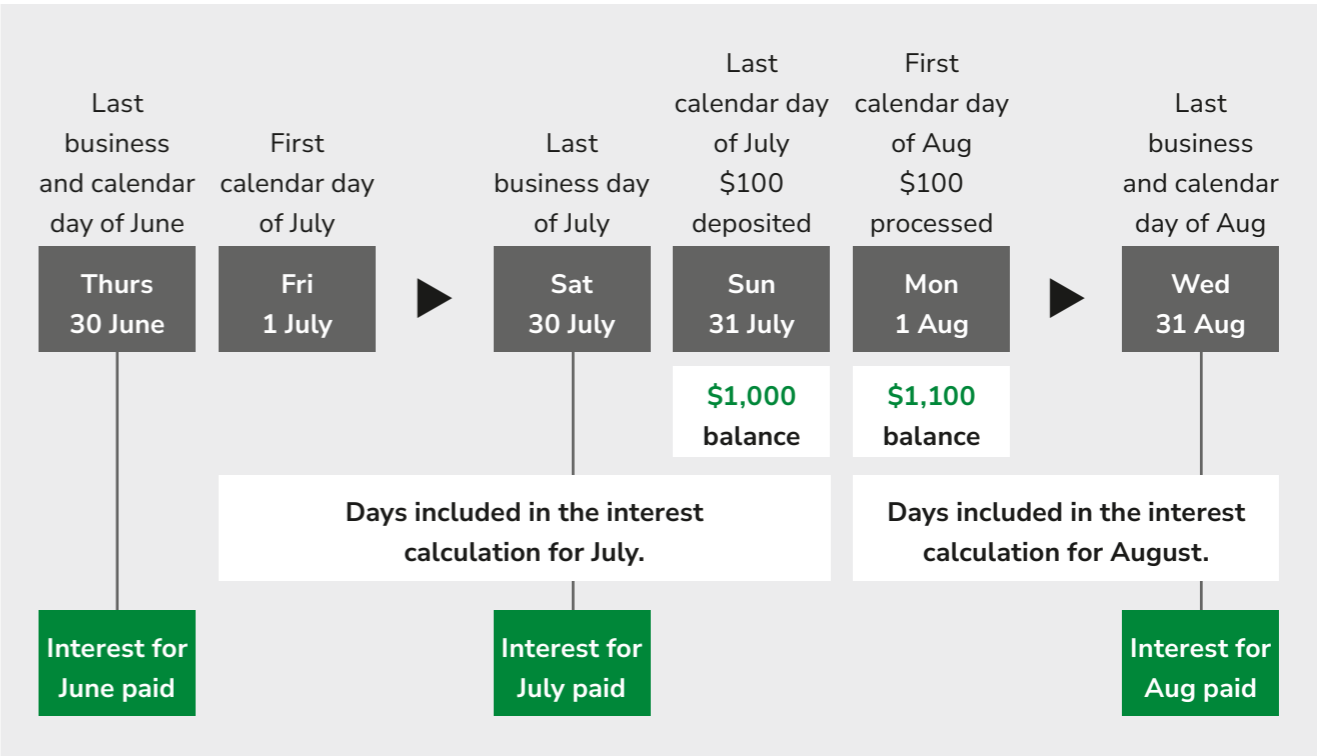 Last
business
and calendar
day of June
First
calendar day
of July
Last
business day
of July
Last
calendar day
of July
$100
deposited
First
calendar day
of Aug
$100
processed
Last
business
and calendar
day of Aug
Thurs
30 June
Fri
1 July
Sat
30 July
Sun
31 July
Mon
1 Aug
Wed
31 Aug
$1,000
balance
$1,100
balance
Days included in the interest
calculation for July.
Days included in the interest
calculation for August.
Interest for
June paid
Interest for
July paid
Interest for
Aug paid